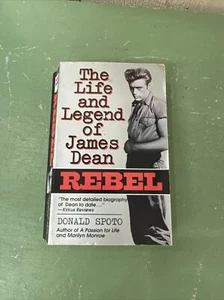 The
Life
and
Legend
of
James
Dean
REBEL
"The most detailed biography
of Dean to date...."
—Kirkus Reviews
DONALD SPOTO
Author of A Passion for Life
and Marilyn Monroe